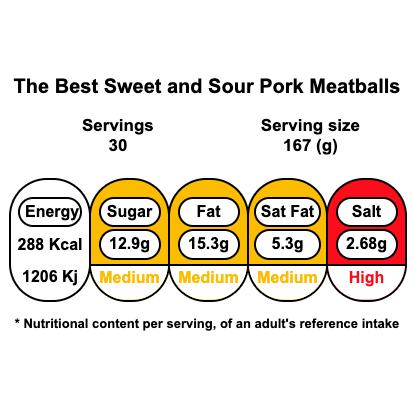 The Best Sweet and Sour Pork Meatballs
Servings Serving size
30 167 (g)
Energy Sugar Fat Sat Fat Salt
288 Kcal 12.9g 15.3g 5.3g 2.68g
1206 Kj Medium Medium Medium High
* Nutritional content per serving, of an adult's reference intake